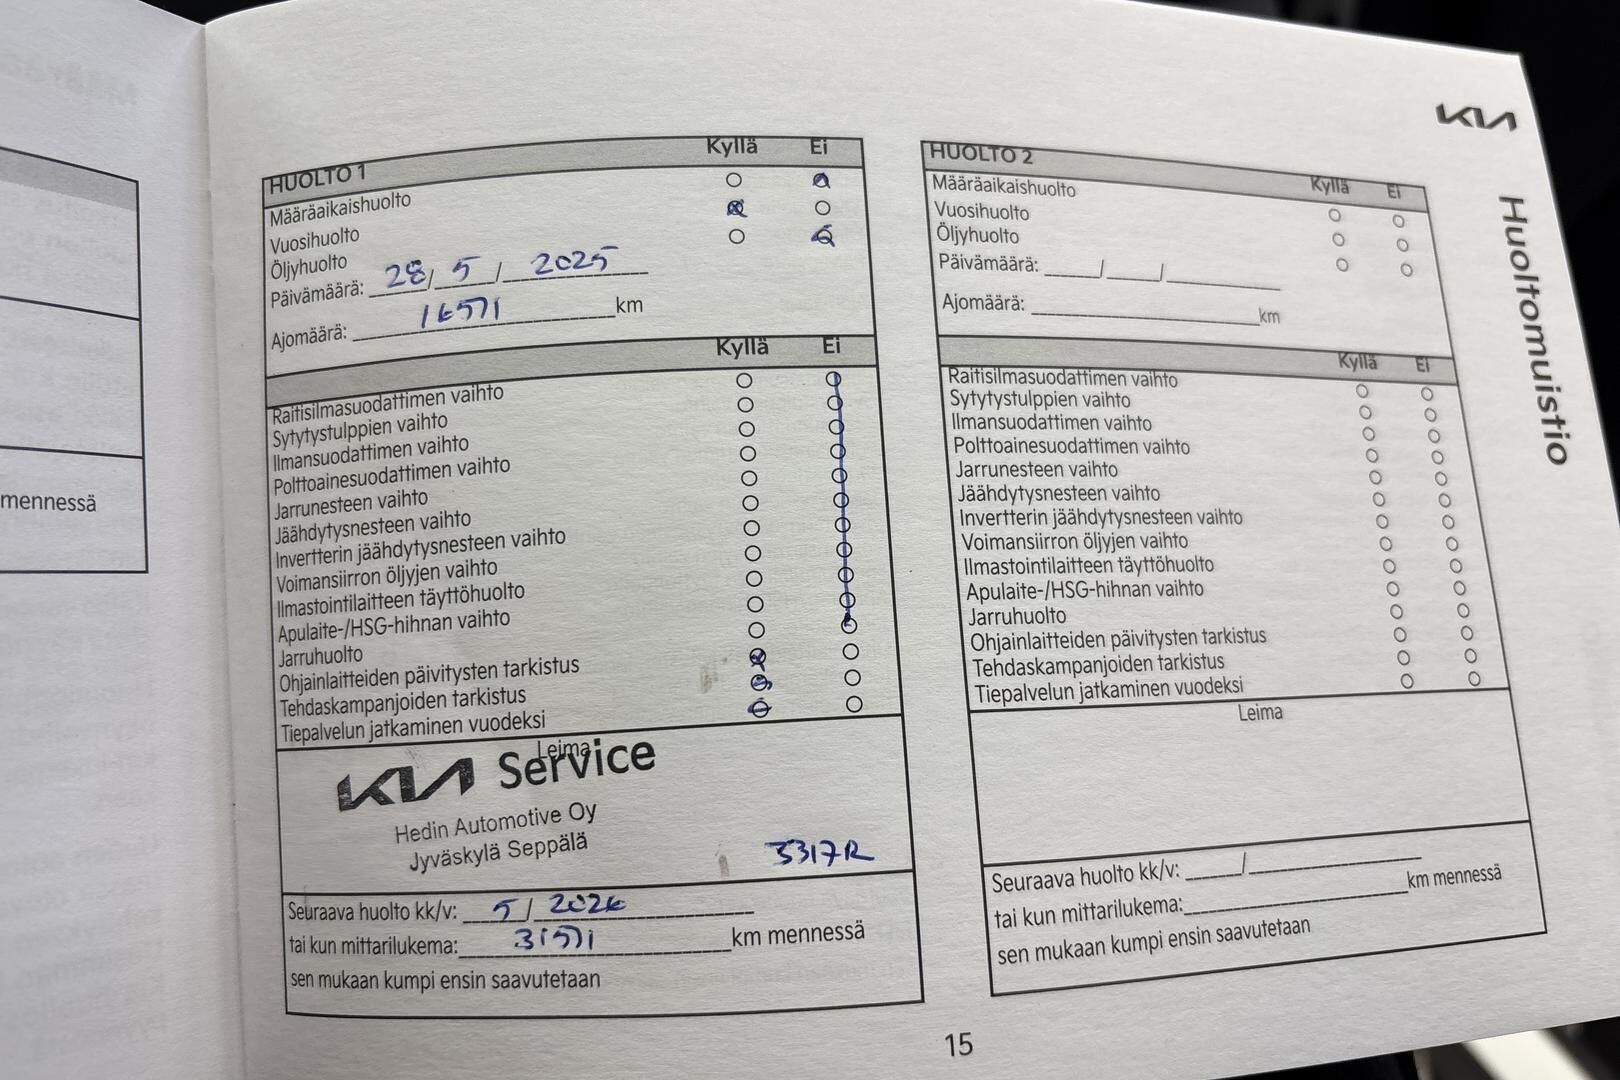 mennessä
KIA
Huoltomuistio
HUOLTO 1 Kyllä Ei
Määräaikaishuolto
Vuosihuolto
Öljyhuolto
Päivämäärä: 28 / 5 / 2025
Ajomäärä: 16571 km
Kyllä Ei
Raitisilmasuodattimen vaihto
Sytytystulppien vaihto
Ilmansuodattimen vaihto
Polttoainesuodattimen vaihto
Jarrunesteen vaihto
Jäähdytysnesteen vaihto
Invertterin jäähdytysnesteen vaihto
Voimansiirron öljyjen vaihto
Ilmastointilaitteen täyttöhuolto
Apulaite-/HSG-hihnan vaihto
Jarruhuolto
Ohjainlaitteiden päivitysten tarkistus
Tehdaskampanjoiden tarkistus
Tiepalvelun jatkaminen vuodeksi
Leima
KIA Service
Hedin Automotive Oy
Jyväskylä Seppälä
3317R
Seuraava huolto kk/v: 5 / 2026
tai kun mittarilukema: 31571 km mennessä
sen mukaan kumpi ensin saavutetaan
HUOLTO 2 Kyllä Ei
Määräaikaishuolto
Vuosihuolto
Öljyhuolto
Päivämäärä: / /
Ajomäärä: km
Kyllä Ei
Raitisilmasuodattimen vaihto
Sytytystulppien vaihto
Ilmansuodattimen vaihto
Polttoainesuodattimen vaihto
Jarrunesteen vaihto
Jäähdytysnesteen vaihto
Invertterin jäähdytysnesteen vaihto
Voimansiirron öljyjen vaihto
Ilmastointilaitteen täyttöhuolto
Apulaite-/HSG-hihnan vaihto
Jarruhuolto
Ohjainlaitteiden päivitysten tarkistus
Tehdaskampanjoiden tarkistus
Tiepalvelun jatkaminen vuodeksi
Leima
Seuraava huolto kk/v: /
tai kun mittarilukema: km mennessä
sen mukaan kumpi ensin saavutetaan
15